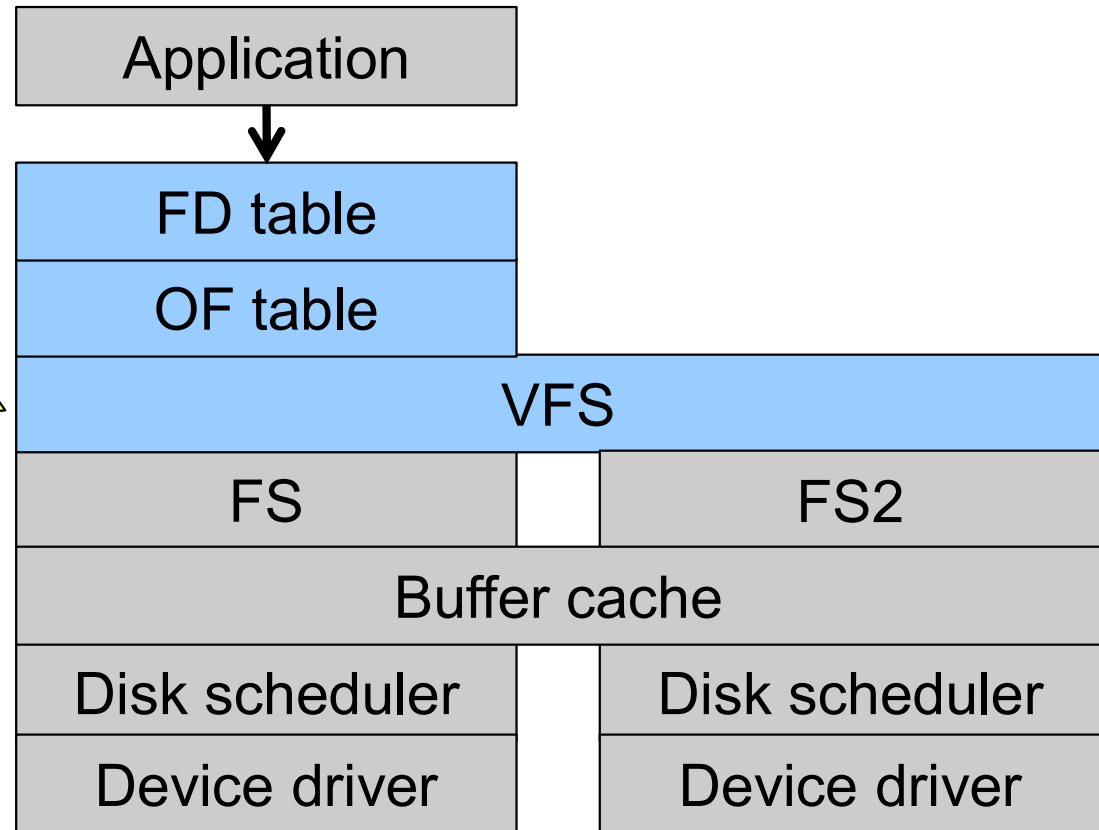 Application
FD table
OF table
VFS
FS
FS2
Buffer cache
Disk scheduler
Disk scheduler
Device driver
Device driver